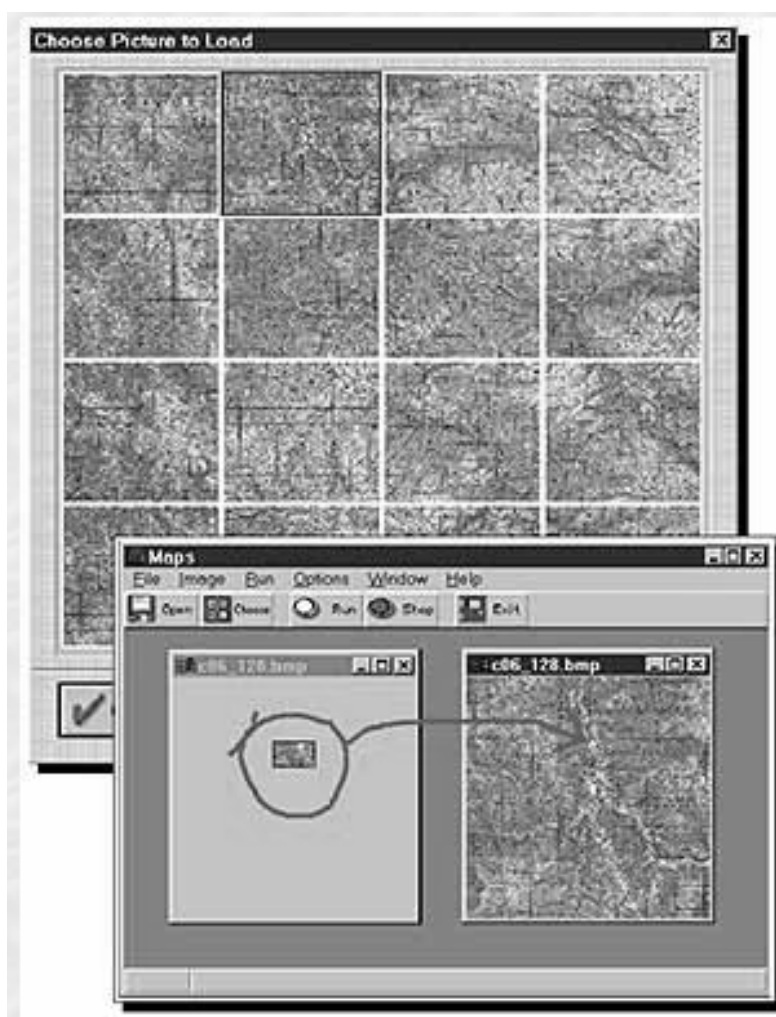 Choose Picture to Load
Maps
File Image Run Options Window Help
Open Choose Run Stop Exit
c06_128.bmp c06_128.bmp